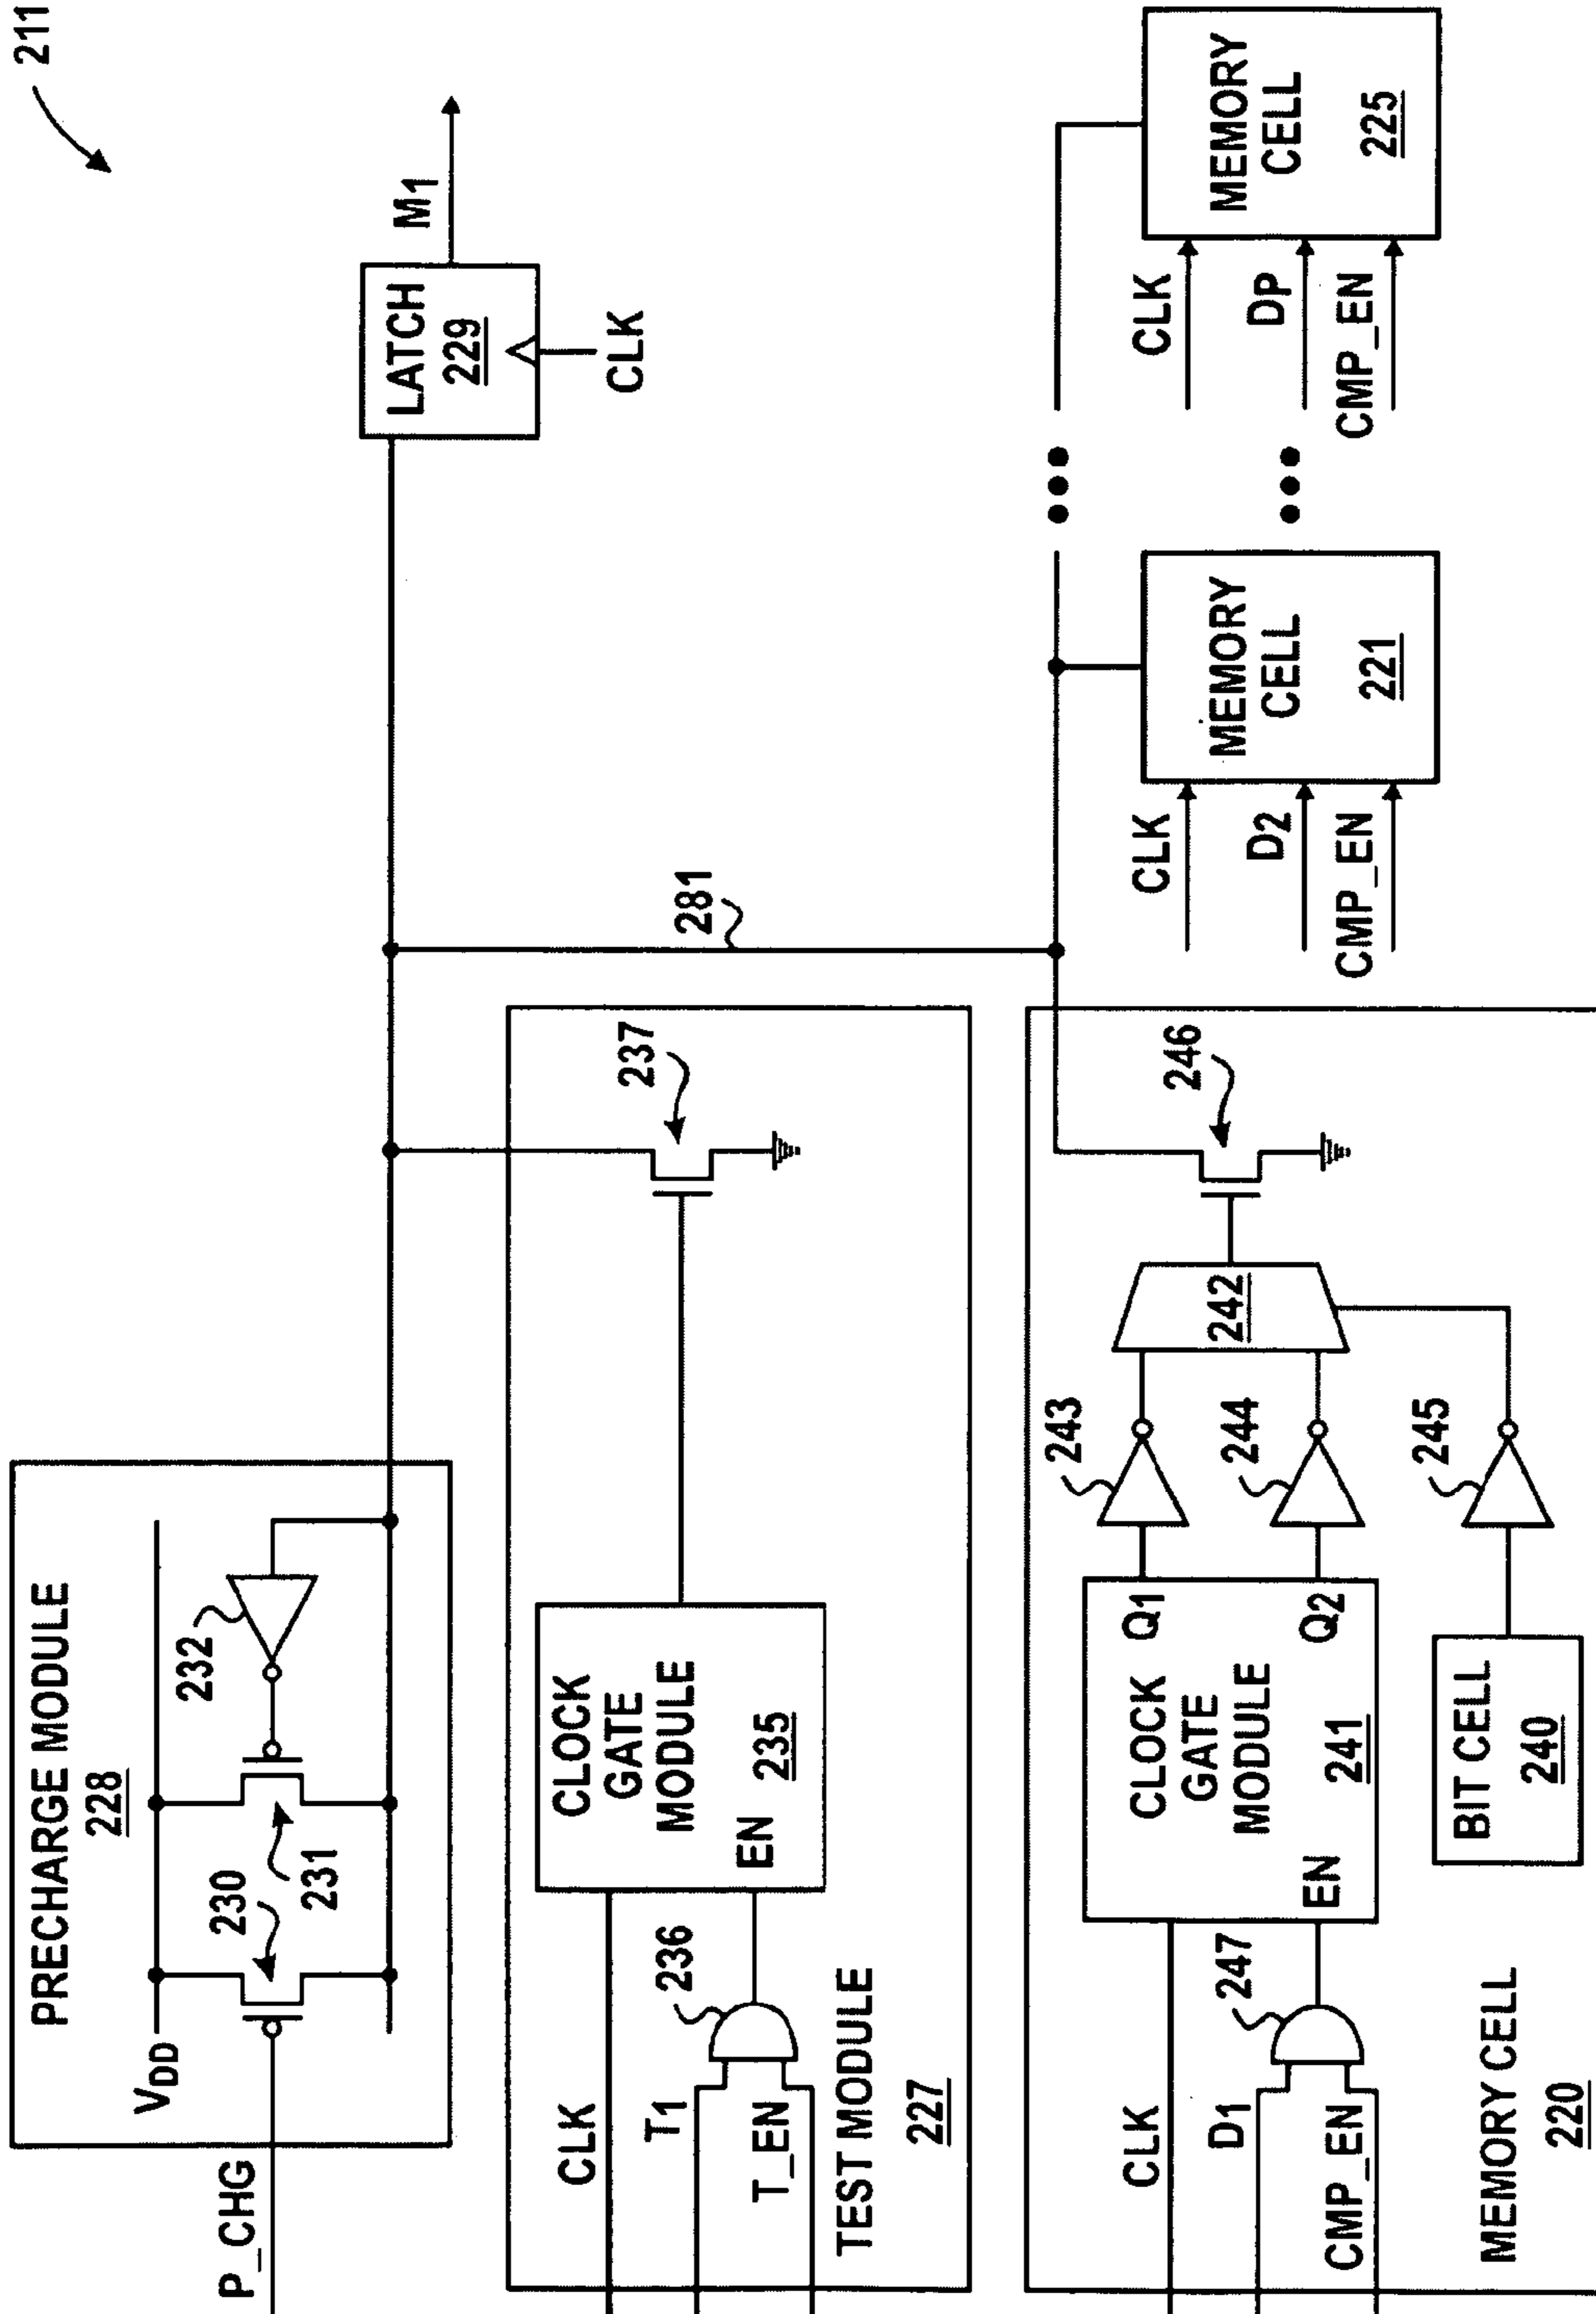 211
PRECHARGE MODULE
228
VDD
230
231
232
P_CHG
LATCH
229
M1
CLK
CLK
T1
T_EN
236
CLOCK
GATE
MODULE
235
EN
237
TEST MODULE
227
281
CLK
D1
CMP_EN
247
CLOCK
GATE
MODULE
241
EN
Q1
Q2
243
244
245
242
246
BIT CELL
240
MEMORY CELL
220
CLK
D2
CMP_EN
MEMORY
CELL
221
CLK
DP
CMP_EN
MEMORY
CELL
225